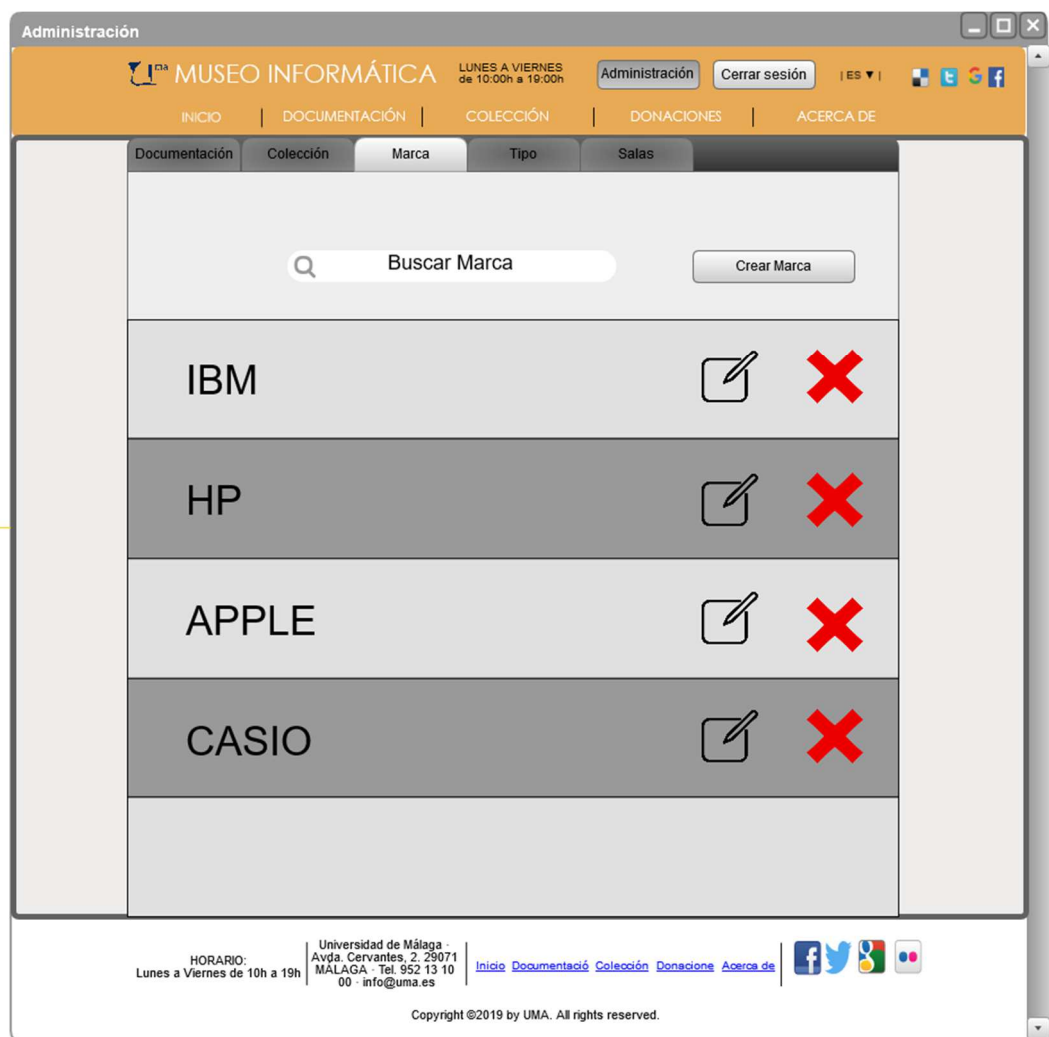 Administración
Uma MUSEO INFORMÁTICA
LUNES A VIERNES
de 10:00h a 19:00h
Administración
Cerrar sesión
| ES ▼ |
INICIO | DOCUMENTACIÓN | COLECCIÓN | DONACIONES | ACERCA DE
Documentación
Colección
Marca
Tipo
Salas
Buscar Marca
Crear Marca
IBM
HP
APPLE
CASIO
HORARIO:
Lunes a Viernes de 10h a 19h
Universidad de Málaga ·
Avda. Cervantes, 2. 29071
MÁLAGA · Tel. 952 13 10
00 · info@uma.es
Inicio Documentació Colección Donacione Acerca de
Copyright ©2019 by UMA. All rights reserved.